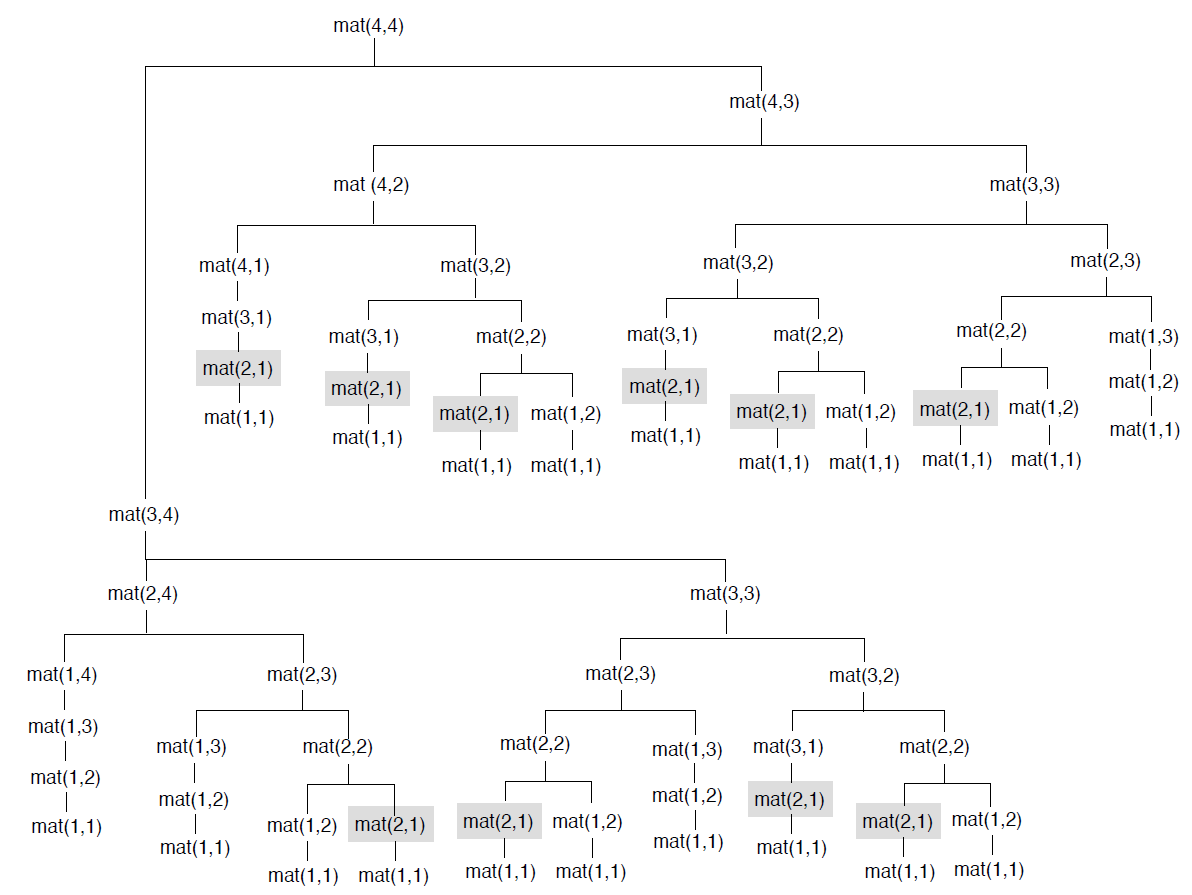 mat(4,4)
mat(4,3)
mat (4,2)
mat(3,3)
mat(4,1)
mat(3,2)
mat(3,2)
mat(2,3)
mat(3,1)
mat(3,1)
mat(2,2)
mat(3,1)
mat(2,2)
mat(2,2)
mat(1,3)
mat(2,1)
mat(2,1)
mat(2,1)
mat(1,2)
mat(2,1)
mat(2,1)
mat(1,2)
mat(2,1)
mat(1,2)
mat(1,2)
mat(1,1)
mat(1,1)
mat(1,1)
mat(1,1)
mat(1,1)
mat(1,1)
mat(1,1)
mat(1,1)
mat(1,1)
mat(1,1)
mat(3,4)
mat(2,4)
mat(3,3)
mat(1,4)
mat(2,3)
mat(2,3)
mat(3,2)
mat(1,3)
mat(1,3)
mat(2,2)
mat(2,2)
mat(1,3)
mat(3,1)
mat(2,2)
mat(1,2)
mat(1,2)
mat(1,2)
mat(2,1)
mat(1,1)
mat(1,2)
mat(2,1)
mat(2,1)
mat(1,2)
mat(2,1)
mat(1,2)
mat(1,1)
mat(1,1)
mat(1,1)
mat(1,1)
mat(1,1)
mat(1,1)
mat(1,1)
mat(1,1)
mat(1,1)